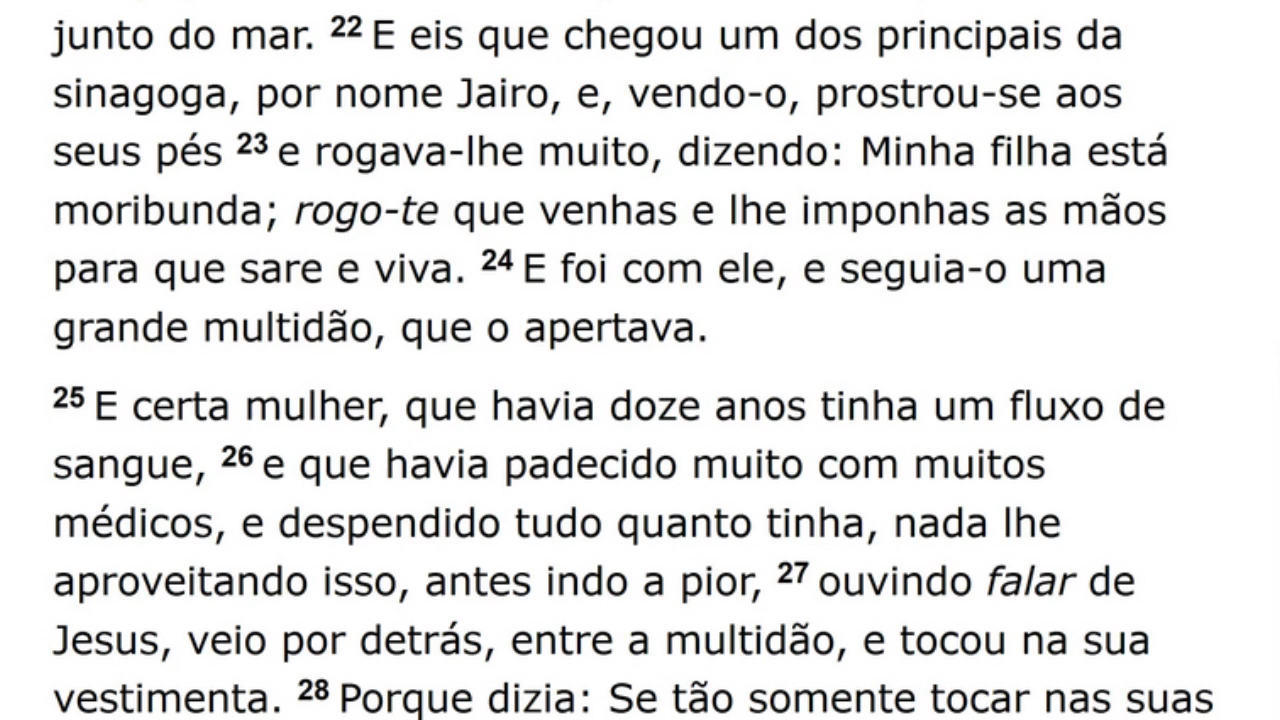 junto do mar. 22 E eis que chegou um dos principais da
sinagoga, por nome Jairo, e, vendo-o, prostrou-se aos
seus pés 23 e rogava-lhe muito, dizendo: Minha filha está
moribunda; rogo-te que venhas e lhe imponhas as mãos
para que sare e viva. 24 E foi com ele, e seguia-o uma
grande multidão, que o apertava.
25 E certa mulher, que havia doze anos tinha um fluxo de
sangue, 26 e que havia padecido muito com muitos
médicos, e despendido tudo quanto tinha, nada lhe
aproveitando isso, antes indo a pior, 27 ouvindo falar de
Jesus, veio por detrás, entre a multidão, e tocou na sua
vestimenta. 28 Porque dizia: Se tão somente tocar nas suas